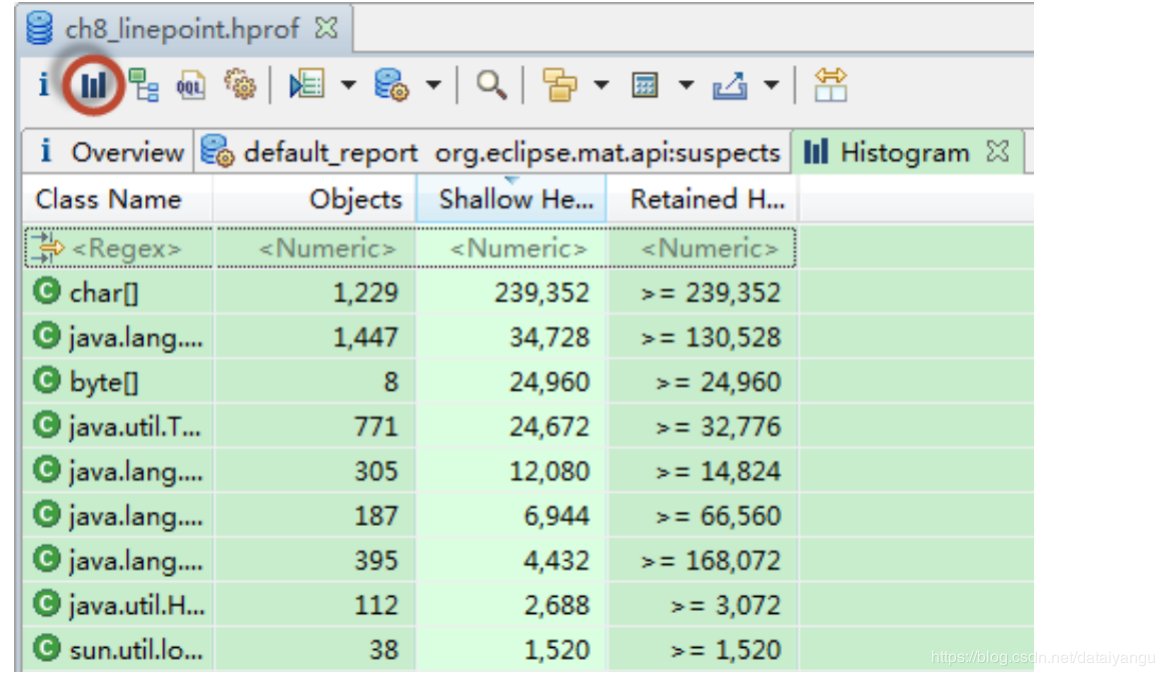 ch8_linepoint.hprof
i OQL
i Overview default_report org.eclipse.mat.api:suspects Histogram
Class Name Objects Shallow He... Retained H...
<Regex> <Numeric> <Numeric> <Numeric>
C char[] 1,229 239,352 >= 239,352
C java.lang.... 1,447 34,728 >= 130,528
C byte[] 8 24,960 >= 24,960
C java.util.T... 771 24,672 >= 32,776
C java.lang.... 305 12,080 >= 14,824
C java.lang.... 187 6,944 >= 66,560
C java.lang.... 395 4,432 >= 168,072
C java.util.H... 112 2,688 >= 3,072
C sun.util.lo... 38 1,520 >= 1,520
https://blog.csdn.net/dataiyangu